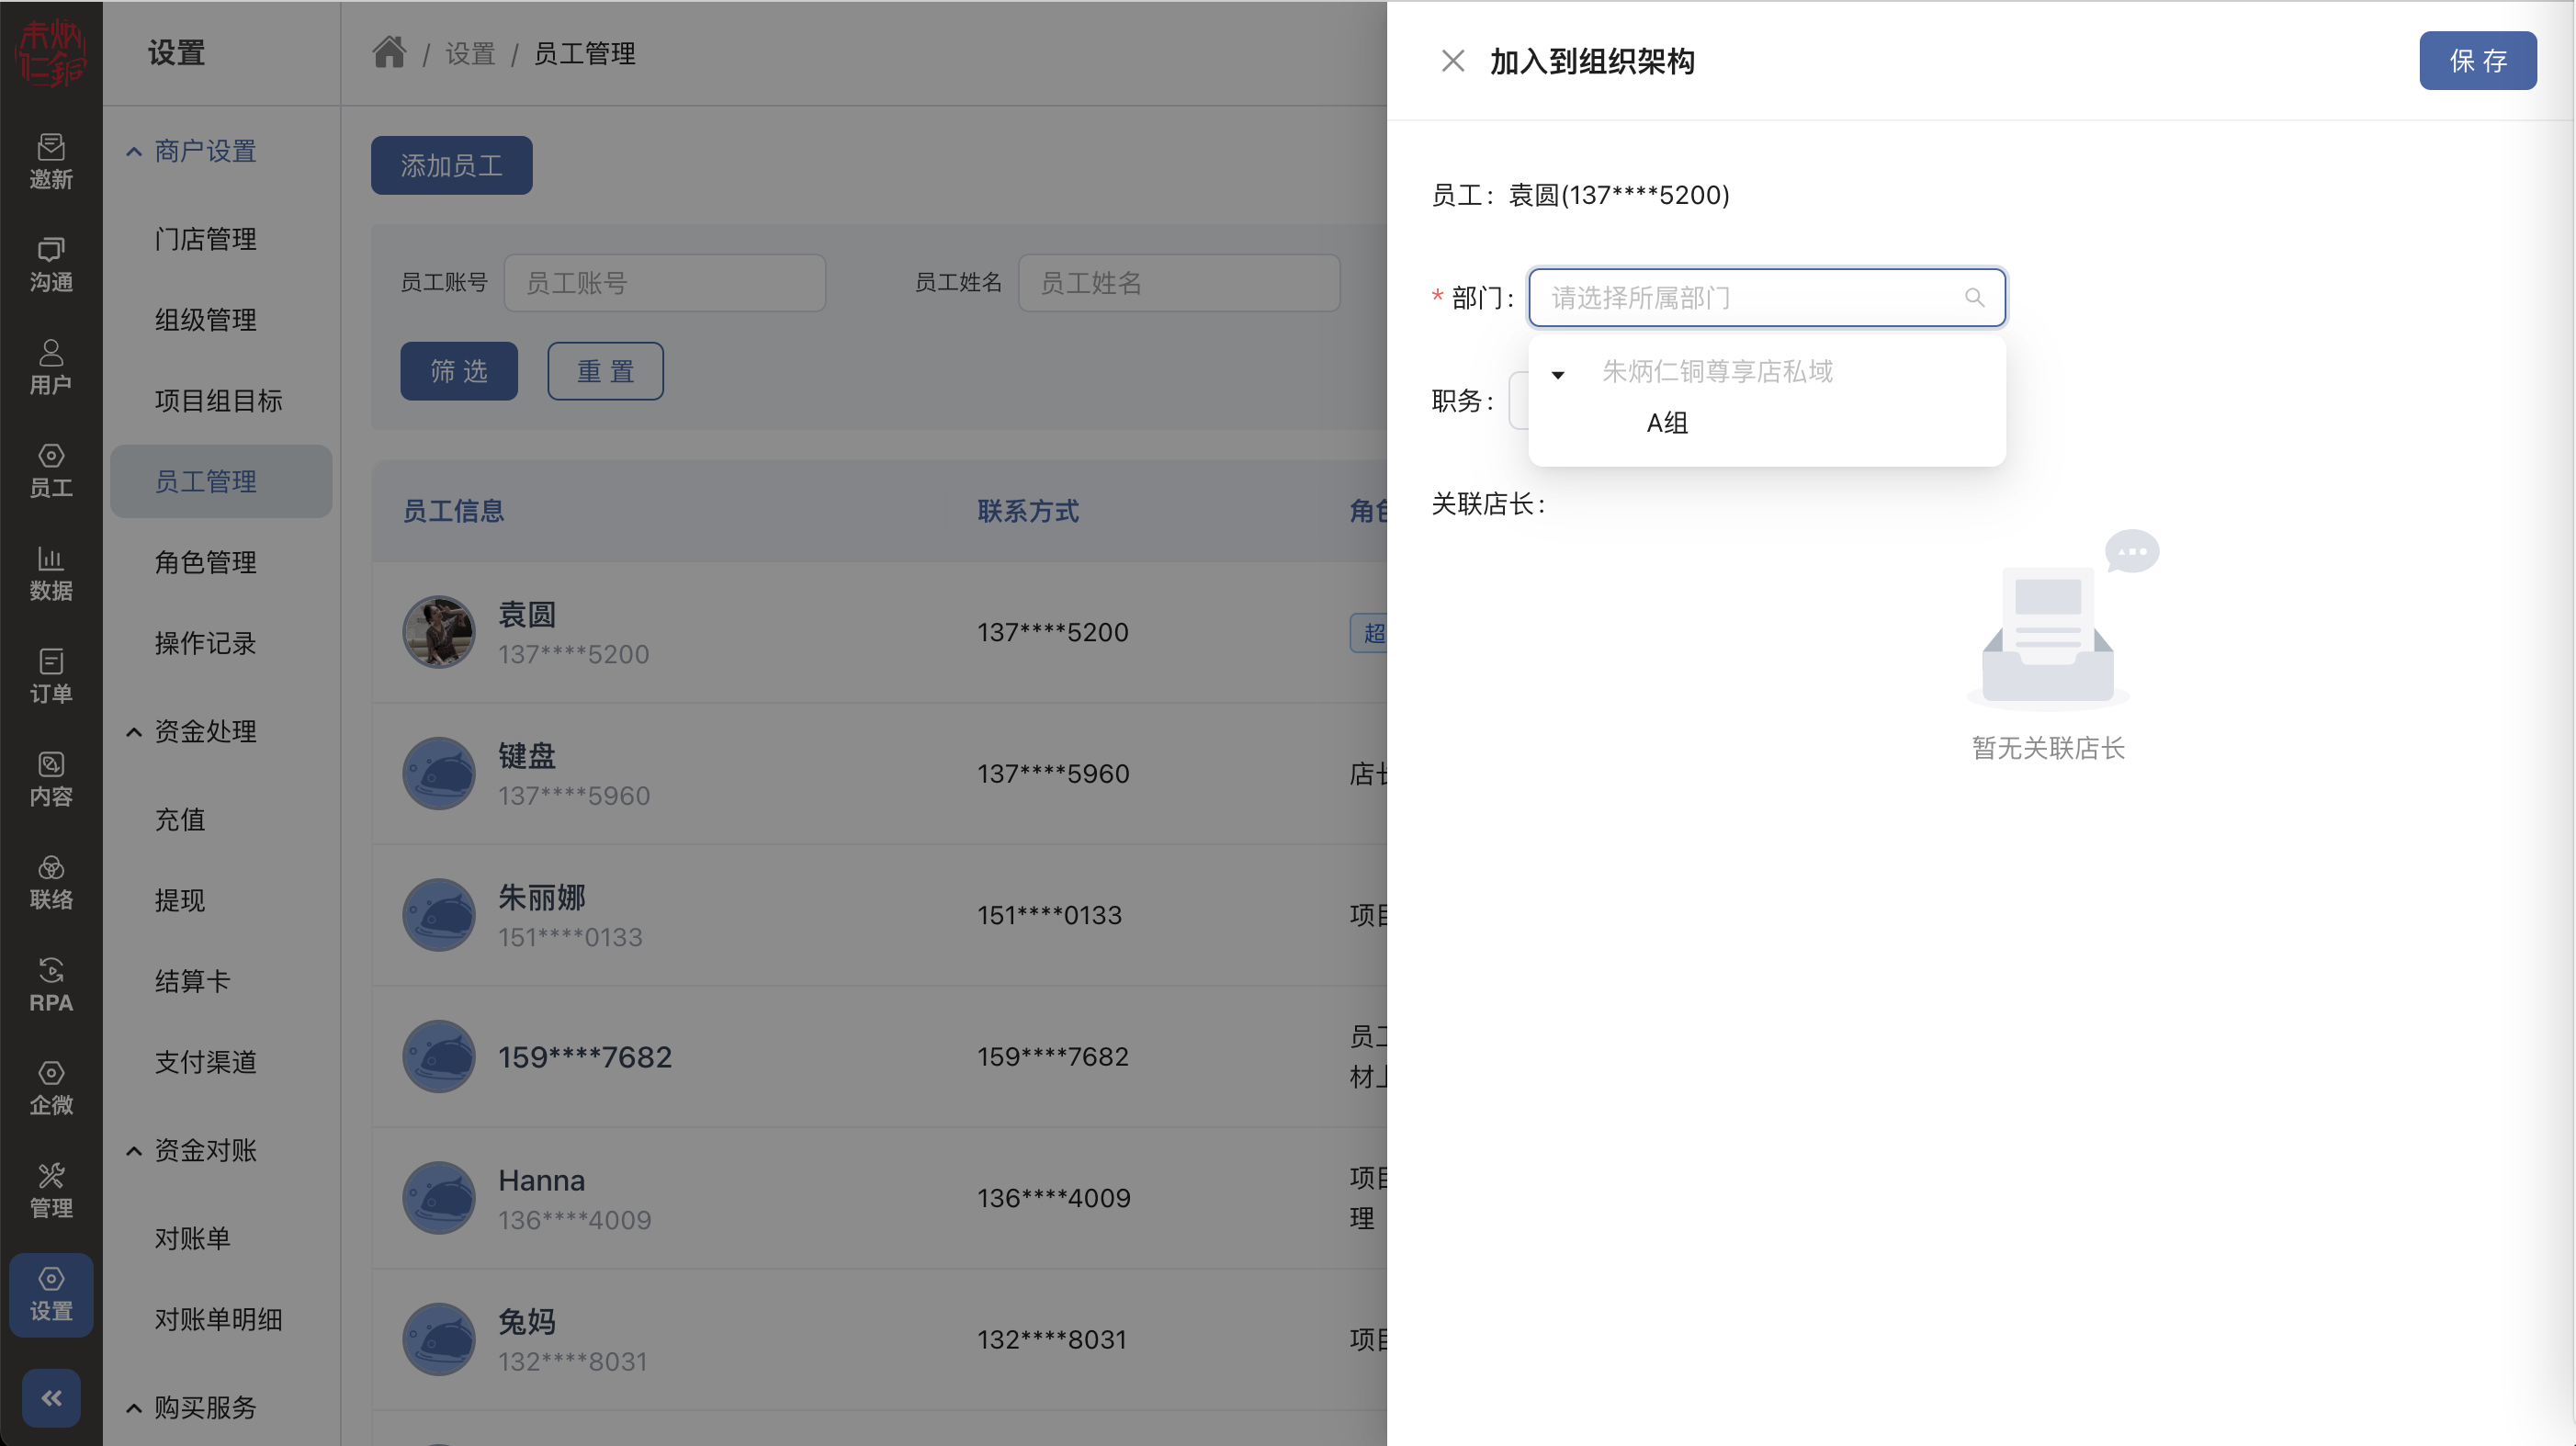 朱炳仁銅
邀新
沟通
用户
员工
数据
订单
内容
联络
RPA
企微
管理
设置
设置
商户设置
门店管理
组级管理
项目组目标
员工管理
角色管理
操作记录
资金处理
充值
提现
结算卡
支付渠道
资金对账
对账单
对账单明细
购买服务
/ 设置 / 员工管理
添加员工
员工账号 员工账号 员工姓名 员工姓名
筛 选 重 置
员工信息 联系方式 角色
袁圆
137****5200
137****5200
超
键盘
137****5960
137****5960
店长
朱丽娜
151****0133
151****0133
项目
159****7682
159****7682
员工
材上
Hanna
136****4009
136****4009
项目
理
兔妈
132****8031
132****8031
项目
加入到组织架构
保 存
员工：袁圆(137****5200)
* 部门： 请选择所属部门
朱炳仁铜尊享店私域
A组
职务：
关联店长：
暂无关联店长